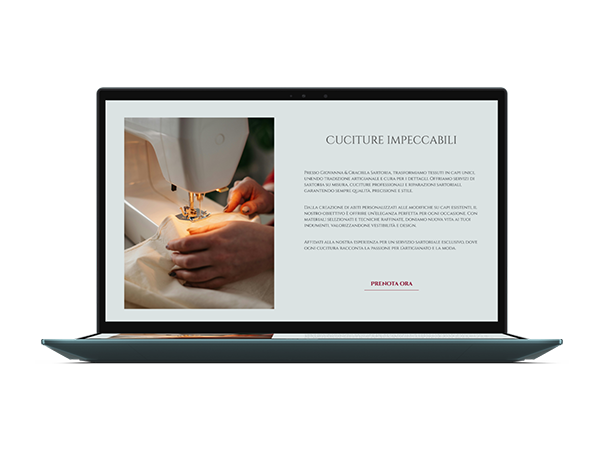 CUCITURE IMPECCABILI
PRESSO GIOVANNA & GRACIELA SARTORIA, TRASFORMIAMO TESSUTI IN CAPI UNICI,
UNENDO TRADIZIONE ARTIGIANALE E CURA PER I DETTAGLI. OFFRIAMO SERVIZI DI
SARTORIA SU MISURA, CUCITURE PROFESSIONALI E RIPARAZIONI SARTORIALI,
GARANTENDO SEMPRE QUALITÀ, PRECISIONE E STILE.
DALLA CREAZIONE DI ABITI PERSONALIZZATI ALLE MODIFICHE SU CAPI ESISTENTI, IL
NOSTRO OBIETTIVO È OFFRIRE UN'ELEGANZA PERFETTA PER OGNI OCCASIONE. CON
MATERIALI SELEZIONATI E TECNICHE RAFFINATE, DONIAMO NUOVA VITA AI TUOI
INDUMENTI, VALORIZZANDONE VESTIBILITÀ E DESIGN.
AFFIDATI ALLA NOSTRA ESPERIENZA PER UN SERVIZIO SARTORIALE ESCLUSIVO, DOVE
OGNI CUCITURA RACCONTA LA PASSIONE PER L'ARTIGIANATO E LA MODA.
PRENOTA ORA